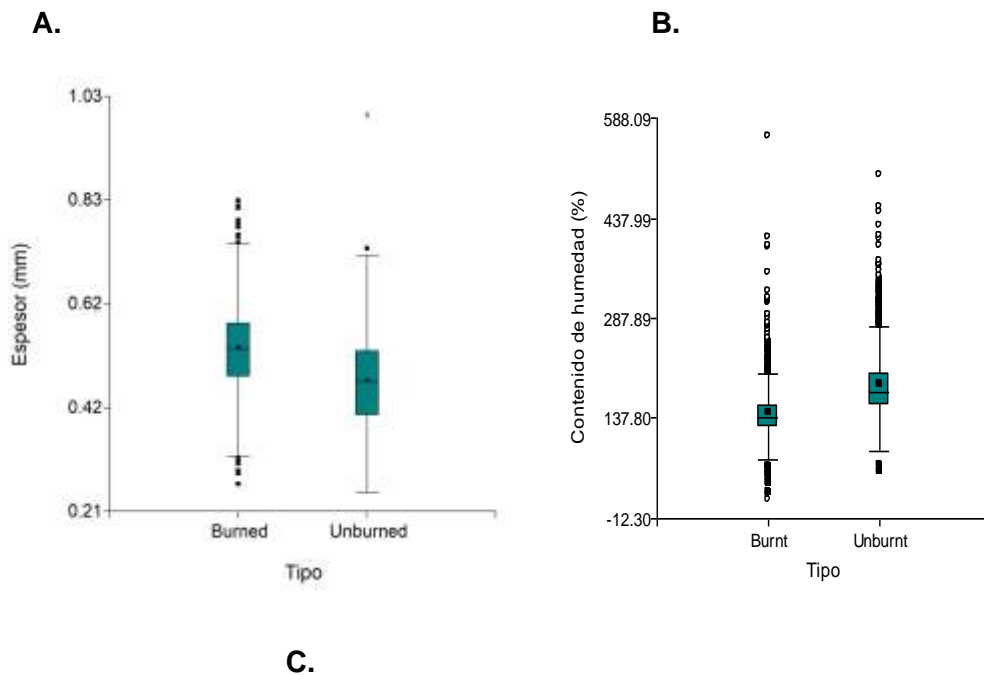 A.
1.03
0.83
0.62
0.42
0.21
Espesor (mm)
Burned Unburned
Tipo
B.
588.09
437.99
287.89
137.80
-12.30
Contenido de humedad (%)
Burnt Unburnt
Tipo
C.